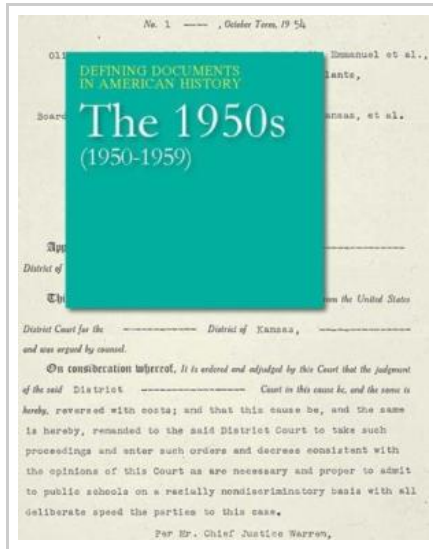 No. 1 ----, October Term, 19 54
Oli
Emmanuel et al.,
lants,
Boar
ansas, et al.
DEFINING DOCUMENTS
IN AMERICAN HISTORY
The 1950s
(1950-1959)
App
District of
Thi
om the United States
District Court for the ---------- District of Kansas, ----------
and was argued by counsel.
On consideration whereof, It is ordered and adjudged by this Court that the judgment
of the said District ---------- Court in this cause be, and the same is
hereby, reversed with costs; and that this cause be, and the same
is hereby, remanded to the said District Court to take such
proceedings and enter such orders and decrees consistent with
the opinions of this Court as are necessary and proper to admit
to public schools on a racially nondiscriminatory basis with all
deliberate speed the parties to this case.
Per Mr. Chief Justice Warren,